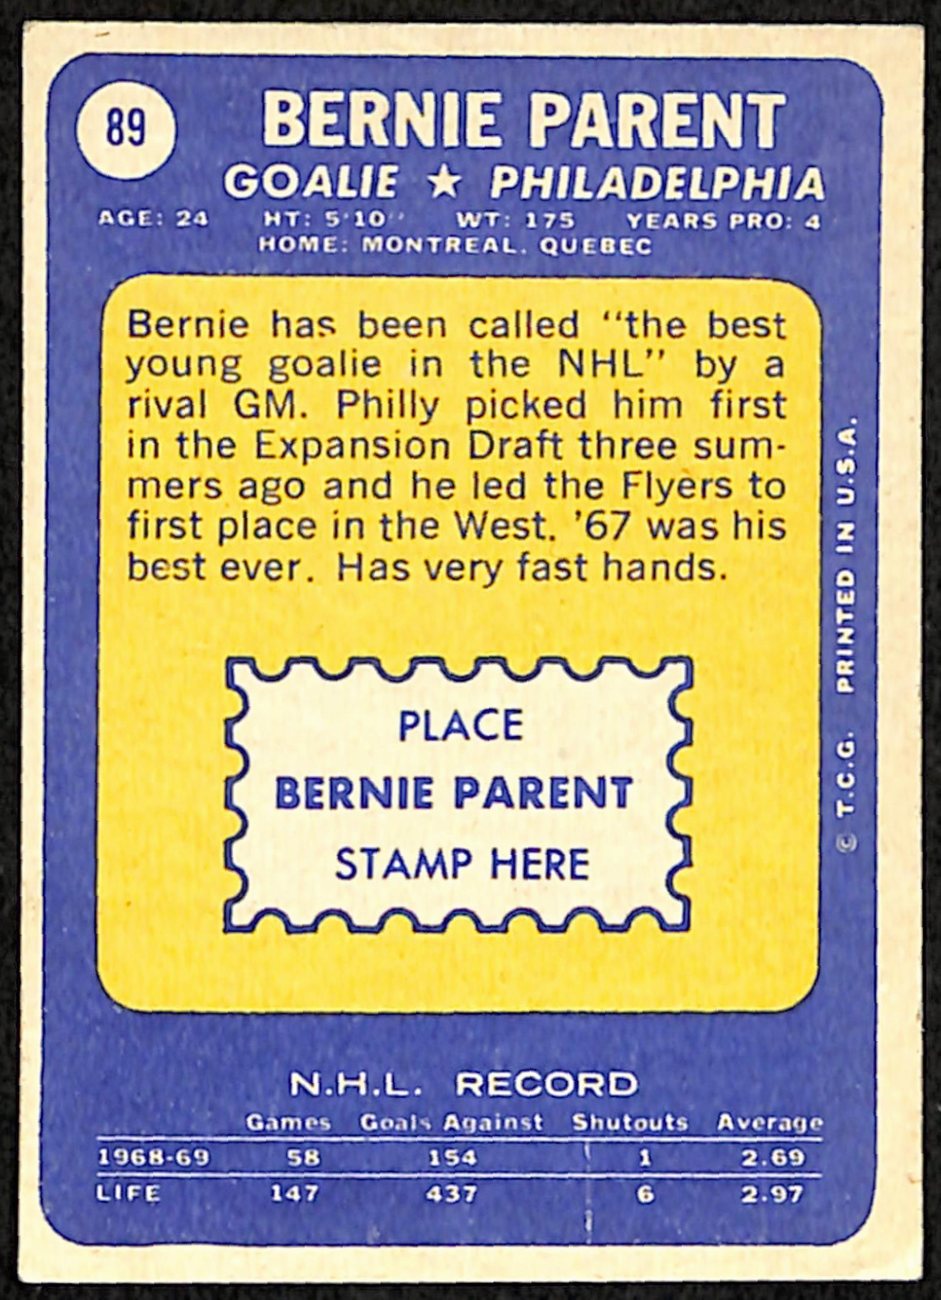 89
BERNIE PARENT
GOALIE ★ PHILADELPHIA
AGE: 24 HT: 5'10" WT: 175 YEARS PRO: 4
HOME: MONTREAL, QUEBEC
Bernie has been called "the best
young goalie in the NHL" by a
rival GM. Philly picked him first
in the Expansion Draft three sum-
mers ago and he led the Flyers to
first place in the West. '67 was his
best ever. Has very fast hands.
PLACE
BERNIE PARENT
STAMP HERE
© T.C.G. PRINTED IN U.S.A.
N.H.L. RECORD
Games Goals Against Shutouts Average
1968-69 58 154 1 2.69
LIFE 147 437 6 2.97